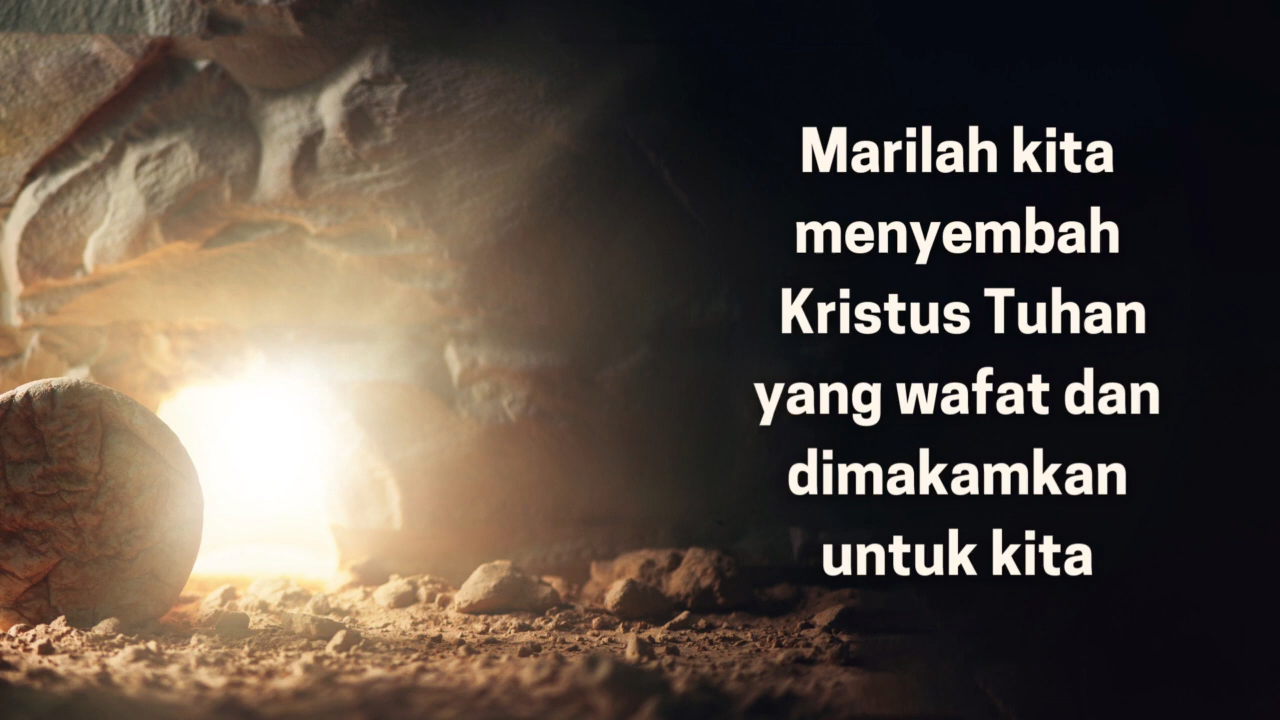 Marilah kita
menyembah
Kristus Tuhan
yang wafat dan
dimakamkan
untuk kita